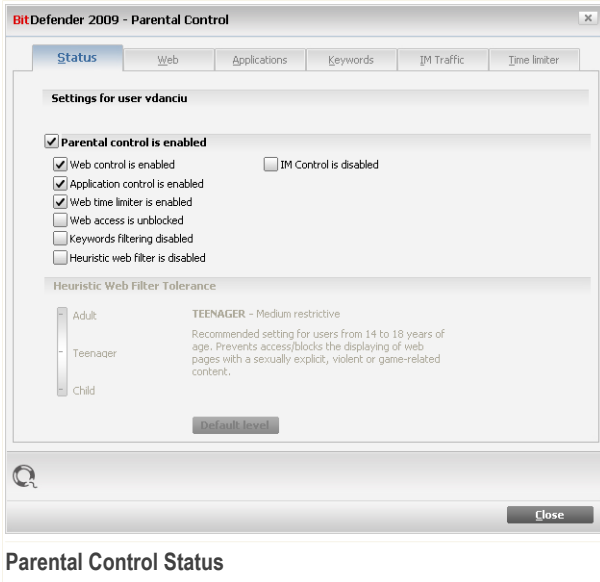 BitDefender 2009 - Parental Control
Status
Web
Applications
Keywords
IM Traffic
Time limiter
Settings for user vdanciu
Parental control is enabled
Web control is enabled
IM Control is disabled
Application control is enabled
Web time limiter is enabled
Web access is unblocked
Keywords filtering disabled
Heuristic web filter is disabled
Heuristic Web Filter Tolerance
Adult
Teenager
Child
TEENAGER - Medium restrictive
Recommended setting for users from 14 to 18 years of
age. Prevents access/blocks the displaying of web
pages with a sexually explicit, violent or game-related
content.
Default level
Close
Parental Control Status